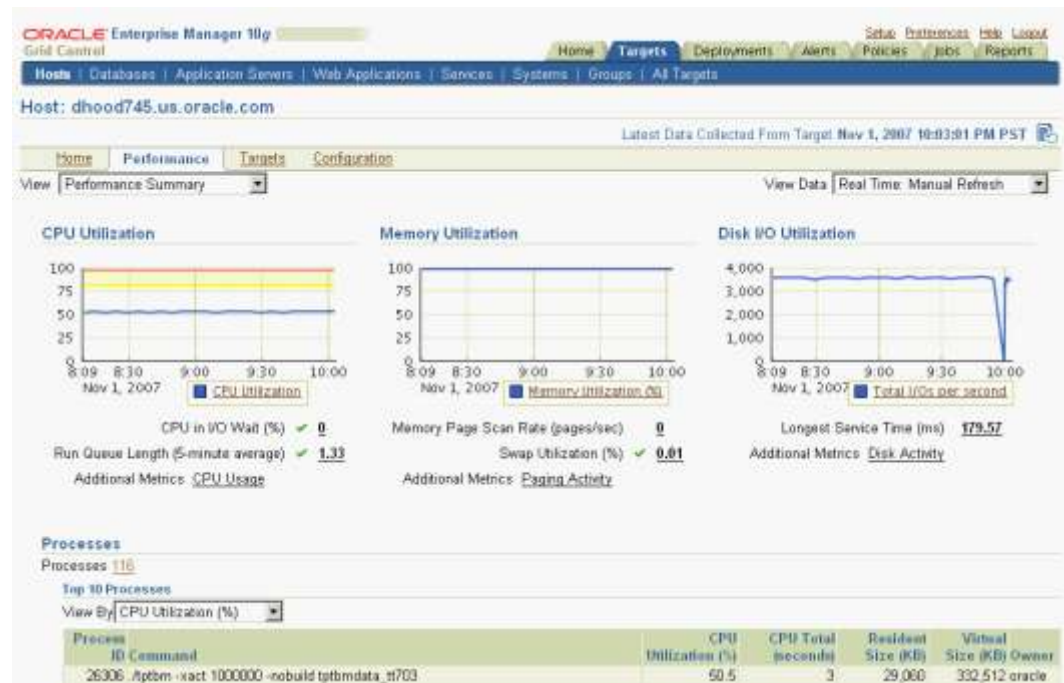 ORACLE Enterprise Manager 10g
Grid Control
Setup Preferences Help Logout
Home Targets Deployments Alerts Policies Jobs Reports
Hosts | Databases | Application Servers | Web Applications | Services | Systems | Groups | All Targets
Host: dhood745.us.oracle.com
Latest Data Collected From Target Nov 1, 2007 10:03:01 PM PST
Home Performance Targets Configuration
View Performance Summary View Data Real Time: Manual Refresh
CPU Utilization
100
75
50
25
0
8:09 8:30 9:00 9:30 10:00
Nov 1, 2007
CPU Utilization
CPU in I/O Wait (%) 0
Run Queue Length (5-minute average) 1.33
Additional Metrics CPU Usage
Memory Utilization
100
75
50
25
0
8:09 8:30 9:00 9:30 10:00
Nov 1, 2007
Memory Utilization (%)
Memory Page Scan Rate (pages/sec) 0
Swap Utilization (%) 0.01
Additional Metrics Paging Activity
Disk I/O Utilization
4,000
3,000
2,000
1,000
0
8:09 8:30 9:00 9:30 10:00
Nov 1, 2007
Total I/Os per second
Longest Service Time (ms) 179.57
Additional Metrics Disk Activity
Processes
Processes 116
Top 10 Processes
View By CPU Utilization (%)
Process ID Command CPU Utilization (%) CPU Total (seconds) Resident Size (KB) Virtual Size (KB) Owner
26306 ./tptbm -xact 1000000 -nobuild tptbmdata_tt703 50.5 3 29,060 332,512 oracle